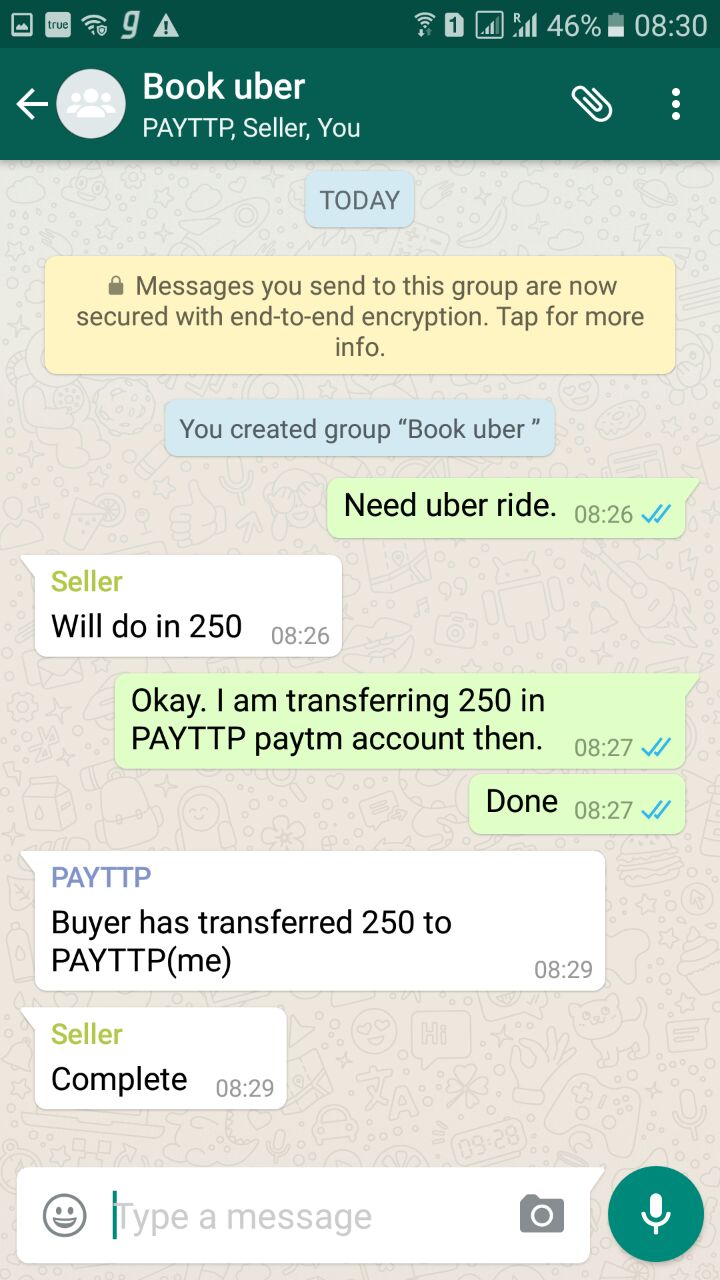 true g 1 R 46% 08:30
Book uber
PAYTTP, Seller, You
TODAY
Messages you send to this group are now
secured with end-to-end encryption. Tap for more
info.
You created group “Book uber ”
Need uber ride. 08:26
Seller
Will do in 250 08:26
Okay. I am transferring 250 in
PAYTTP paytm account then. 08:27
Done 08:27
PAYTTP
Buyer has transferred 250 to
PAYTTP(me) 08:29
Seller
Hi
Complete 08:29
09:28
Type a message